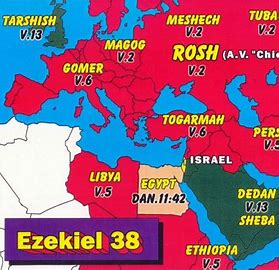 TARSHISH
V.13
MESHECH
V.2
TUBA
V.2
MAGOG
V.2
ROSH (A.V. "Chie
V.2
GOMER
V.6
TOGARMAH
V.6
PERS
V.5
ISRAEL
LIBYA
V.5
EGYPT
DAN.11:42
DEDAN
V.13
SHEBA
Ezekiel 38
ETHIOPIA
V.5